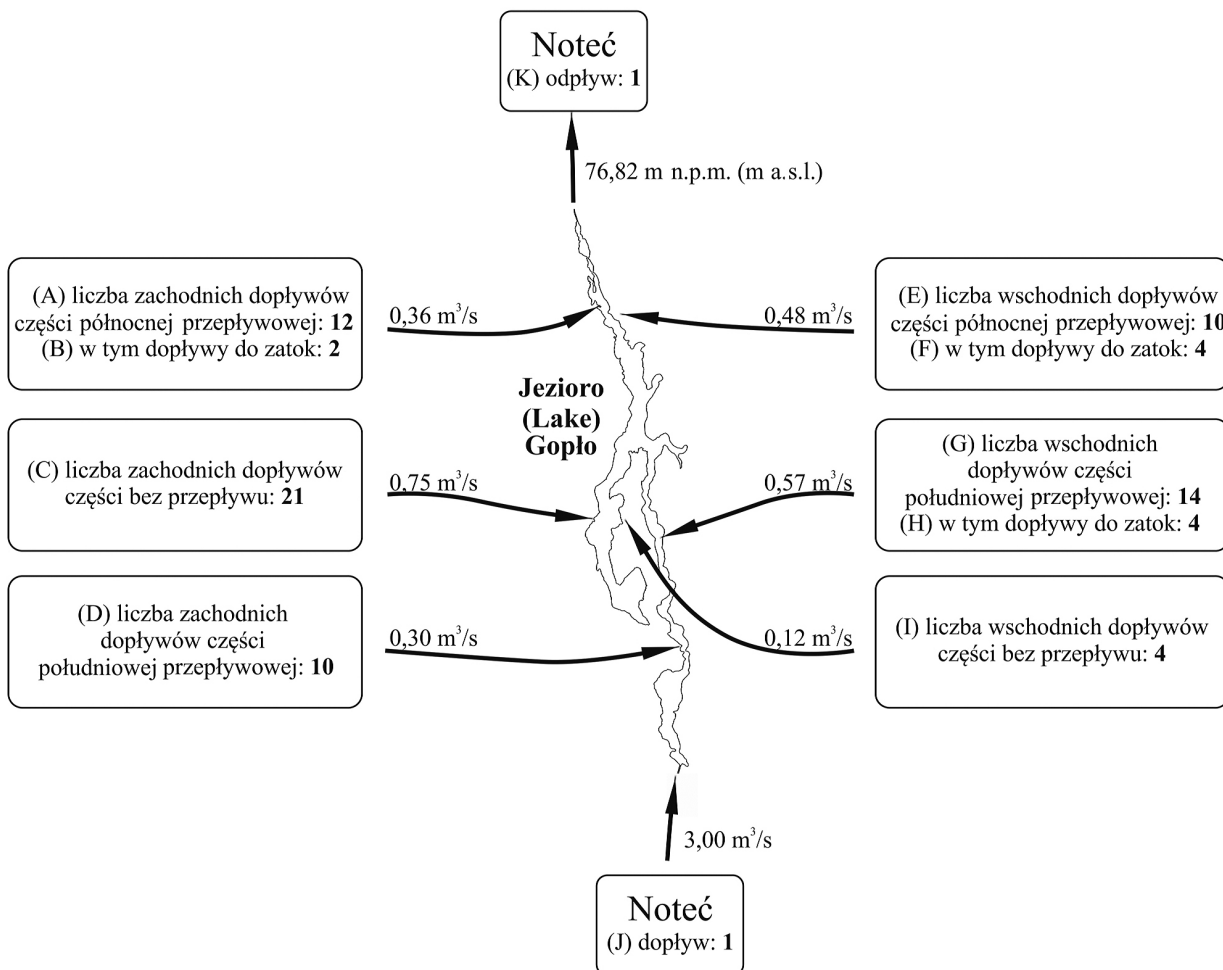 Noteć
(K) odpływ: 1
76,82 m n.p.m. (m a.s.l.)
(A) liczba zachodnich dopływów
części północnej przepływowej: 12
(B) w tym dopływy do zatok: 2
0,36 m³/s
0,48 m³/s
(E) liczba wschodnich dopływów
części północnej przepływowej: 10
(F) w tym dopływy do zatok: 4
Jezioro
(Lake)
Gopło
(C) liczba zachodnich dopływów
części bez przepływu: 21
0,75 m³/s
0,57 m³/s
(G) liczba wschodnich
dopływów części
południowej przepływowej: 14
(H) w tym dopływy do zatok: 4
(D) liczba zachodnich
dopływów części
południowej przepływowej: 10
0,30 m³/s
0,12 m³/s
(I) liczba wschodnich dopływów
części bez przepływu: 4
3,00 m³/s
Noteć
(J) dopływ: 1